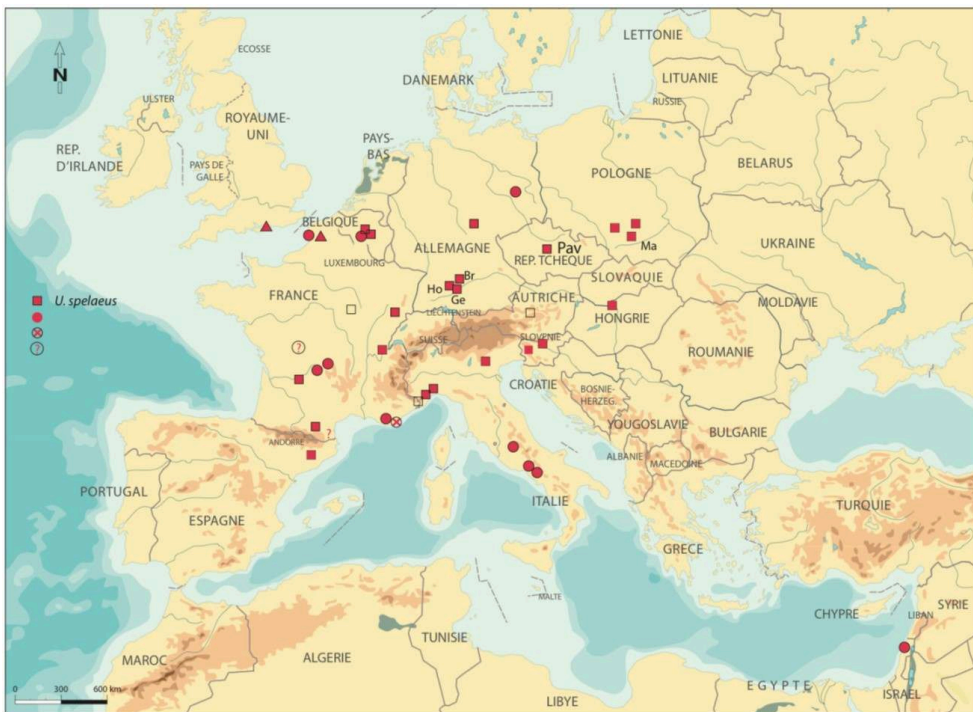 LETTONIE
ECOSSE
N
DANEMARK
LITUANIE
RUSSIE
ULSTER
ROYAUME-
UNI
PAYS-
BAS
REP.
D'IRLANDE
PAYS DE
GALLE
BELARUS
POLOGNE
BELGIQUE
Ma
ALLEMAGNE
Pav
REP. TCHEQUE
UKRAINE
LUXEMBOURG
SLOVAQUIE
Br
Ho
Ge
FRANCE
AUTRICHE
MOLDAVIE
U. spelaeus
LIECHTENSTEIN
HONGRIE
SUISSE
SLOVENIE
?
?
ROUMANIE
CROATIE
BOSNIE-
HERZEG.
YOUGOSLAVIE
BULGARIE
?
ANDORRE
ALBANIE
MACEDOINE
PORTUGAL
ITALIE
ESPAGNE
TURQUIE
GRECE
MALTE
CHYPRE
LIBAN
SYRIE
TUNISIE
MAROC
ALGERIE
ISRAEL
EGYPTE
LIBYE
0 300 600 km